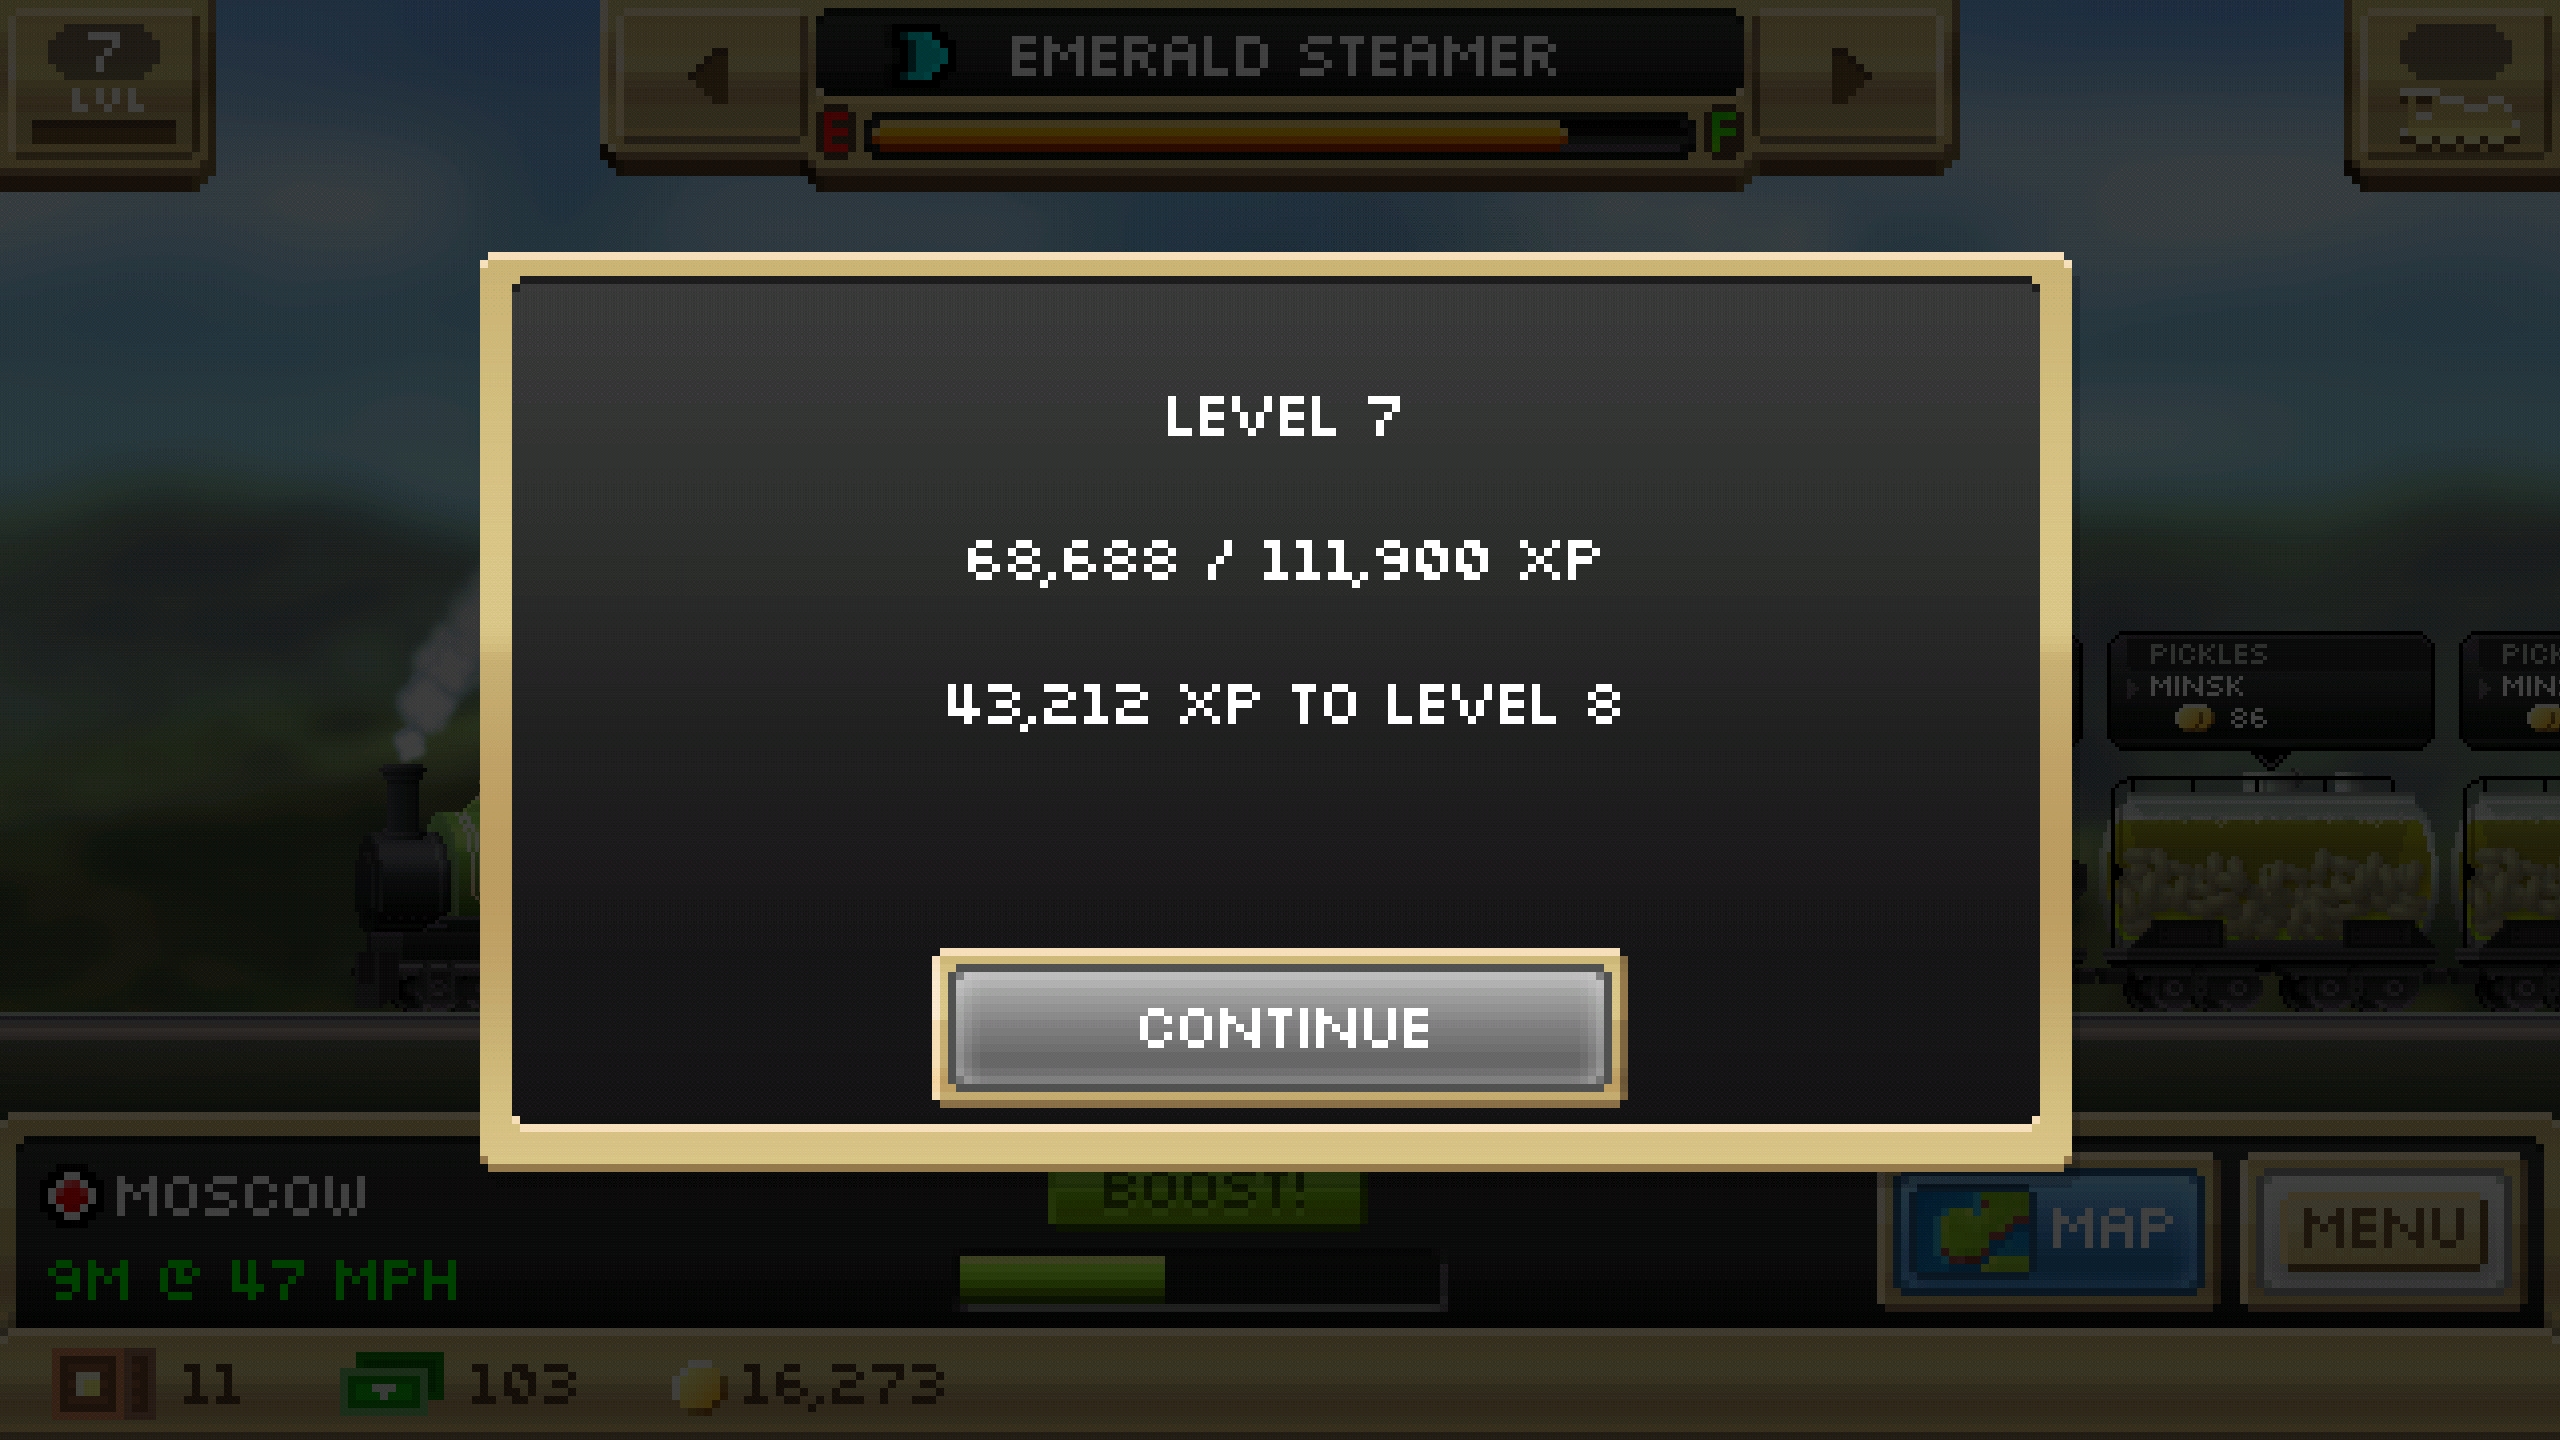 7
LVL
EMERALD STEAMER
E F
LEVEL 7
68,688 / 111,900 XP
43,212 XP TO LEVEL 8
CONTINUE
PICKLES
MINSK
86
PICK
MINS
MOSCOW
9M @ 47 MPH
BOOST!
MAP
MENU
11
103
16,273